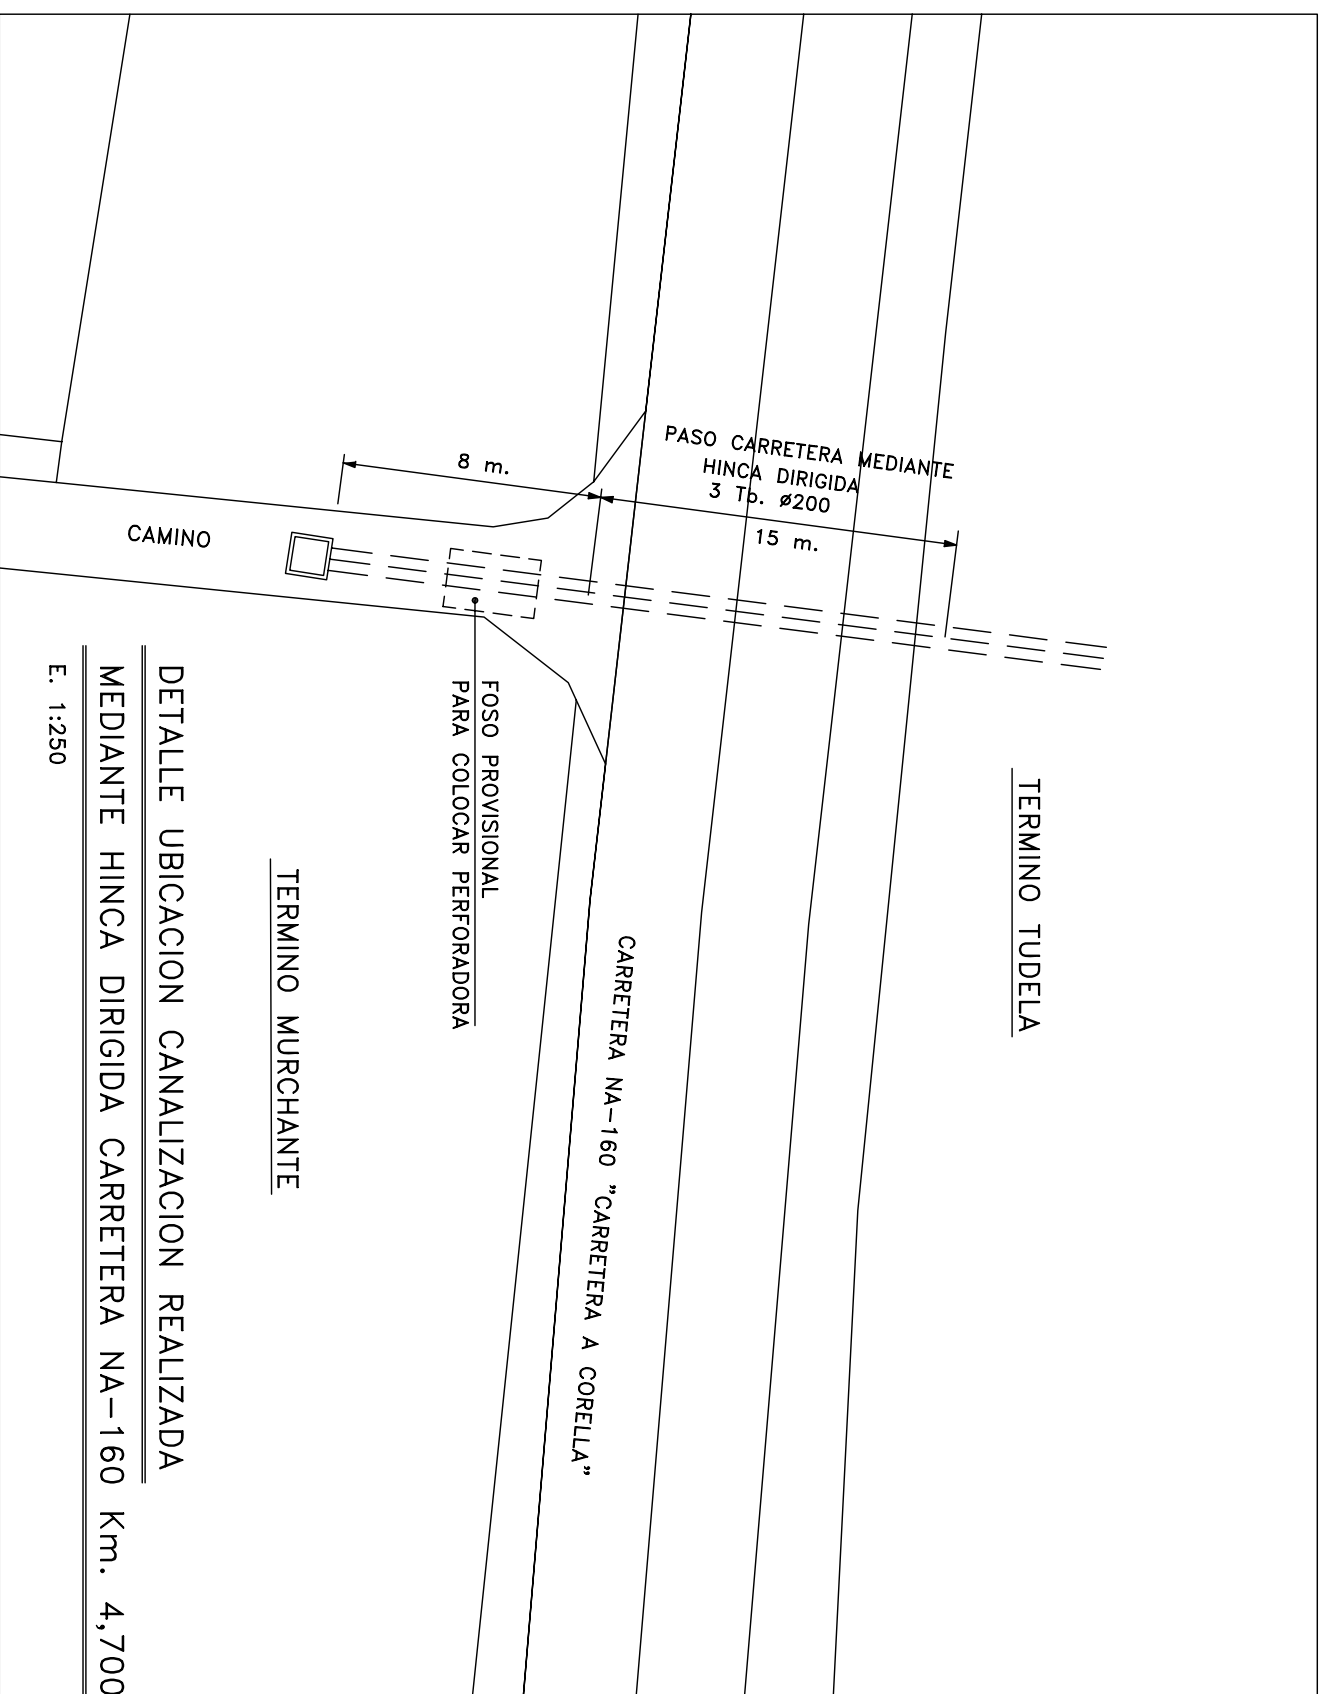 PASO CARRETERA MEDIANTE
HINCA DIRIGIDA
3 Tb. ø200
15 m.
8 m.
CAMINO
TERMINO TUDELA
FOSO PROVISIONAL
PARA COLOCAR PERFORADORA
CARRETERA NA-160 "CARRETERA A CORELLA"
TERMINO MURCHANTE
DETALLE UBICACION CANALIZACION REALIZADA
MEDIANTE HINCA DIRIGIDA CARRETERA NA-160 Km. 4,700
E. 1:250